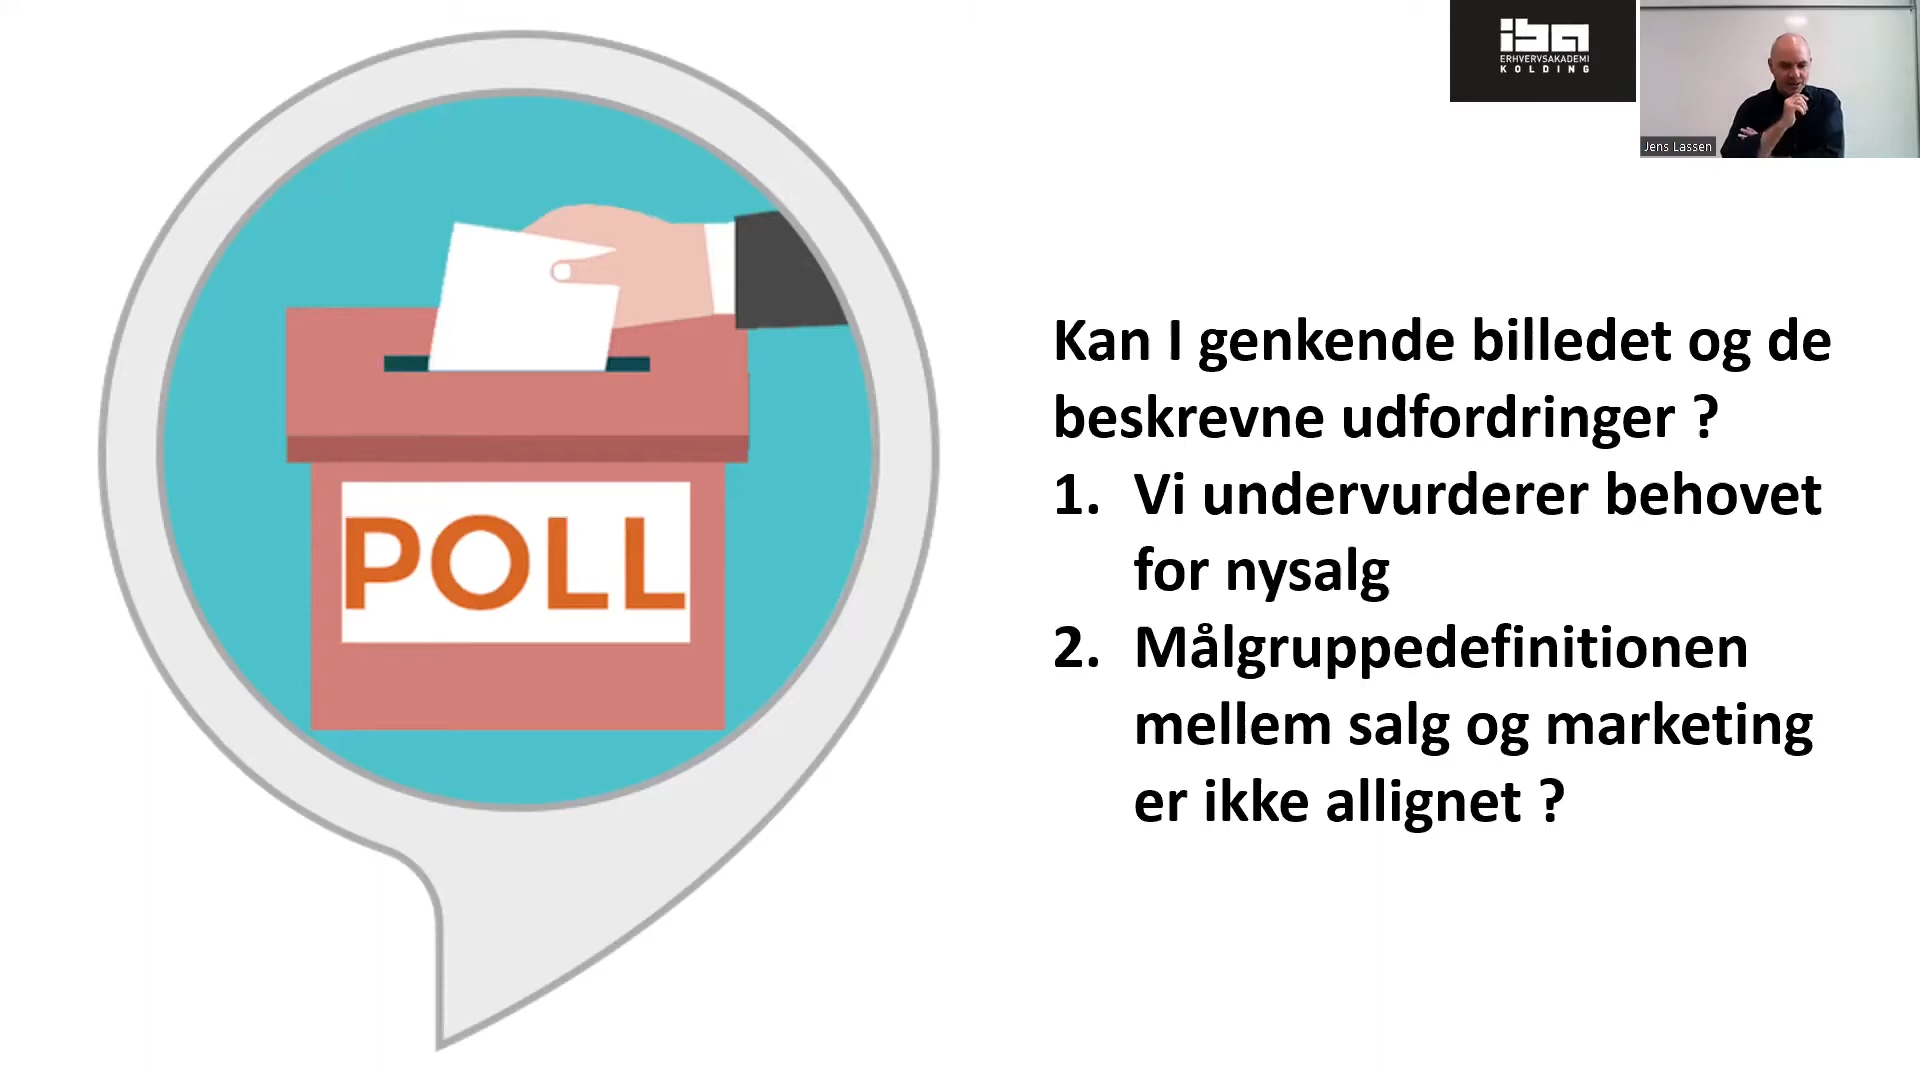 iba
ERHVERVSAKADEMI
KOLDING
Jens Lassen
POLL
Kan I genkende billedet og de
beskrevne udfordringer ?
1. Vi undervurderer behovet
for nysalg
2. Målgruppedefinitionen
mellem salg og marketing
er ikke allignet ?